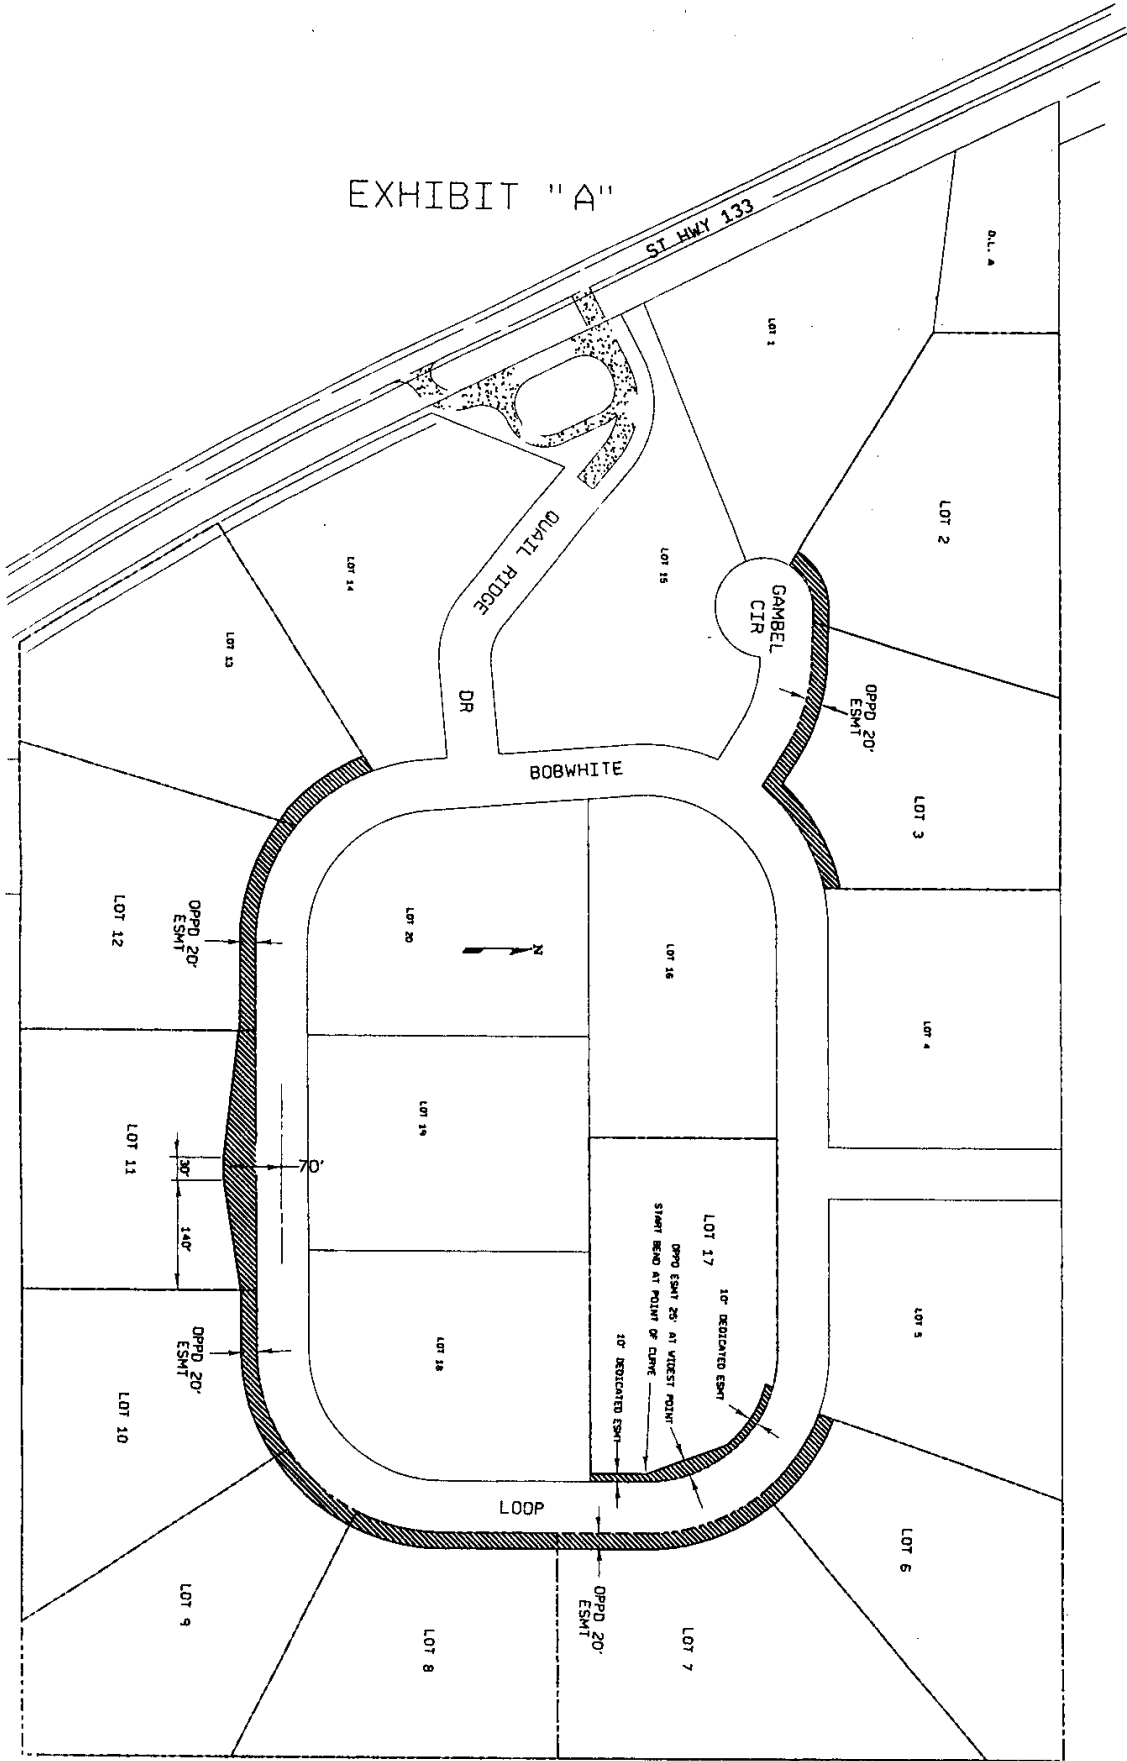 EXHIBIT "A"
ST HWY 133
O.L. A
LOT 1
LOT 2
QUAIL RIDGE
DR
LOT 14
LOT 15
GAMBEL
CIR
LOT 13
OPPD 20'
ESMT
BOBWHITE
LOT 3
LOT 12
OPPD 20'
ESMT
LOT 20
N
LOT 16
LOT 4
LOT 11
30'
140'
70'
LOT 19
LOT 17
10' DEDICATED ESMT
OPPD ESMT 25' AT WIDEST POINT
START BEND AT POINT OF CURVE
10' DEDICATED ESMT
LOT 5
OPPD 20'
ESMT
LOT 18
LOT 10
LOOP
LOT 6
LOT 9
OPPD 20'
ESMT
LOT 8
LOT 7